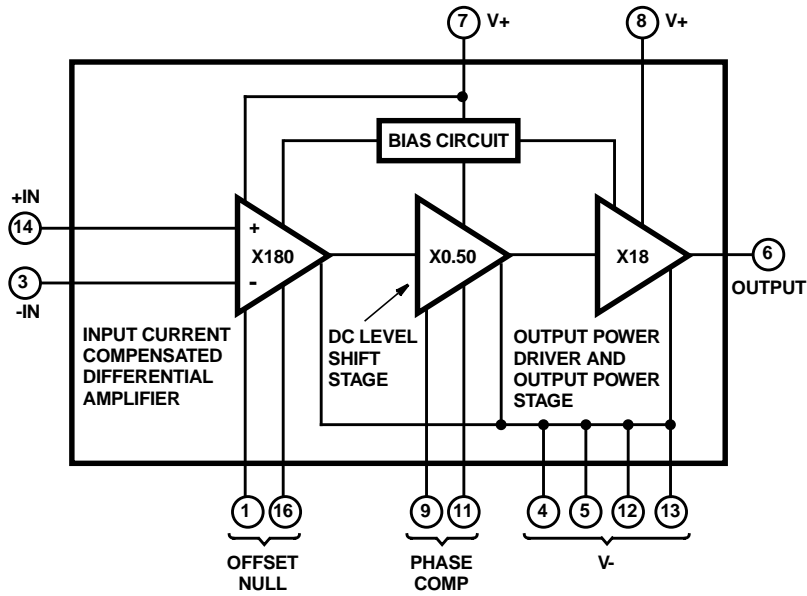 7 V+
8 V+
BIAS CIRCUIT
+IN
14
+
X180
X0.50
X18
6
OUTPUT
3
-IN
-
INPUT CURRENT
COMPENSATED
DIFFERENTIAL
AMPLIFIER
DC LEVEL
SHIFT
STAGE
OUTPUT POWER
DRIVER AND
OUTPUT POWER
STAGE
1 16 9 11 4 5 12 13
OFFSET
NULL
PHASE
COMP
V-